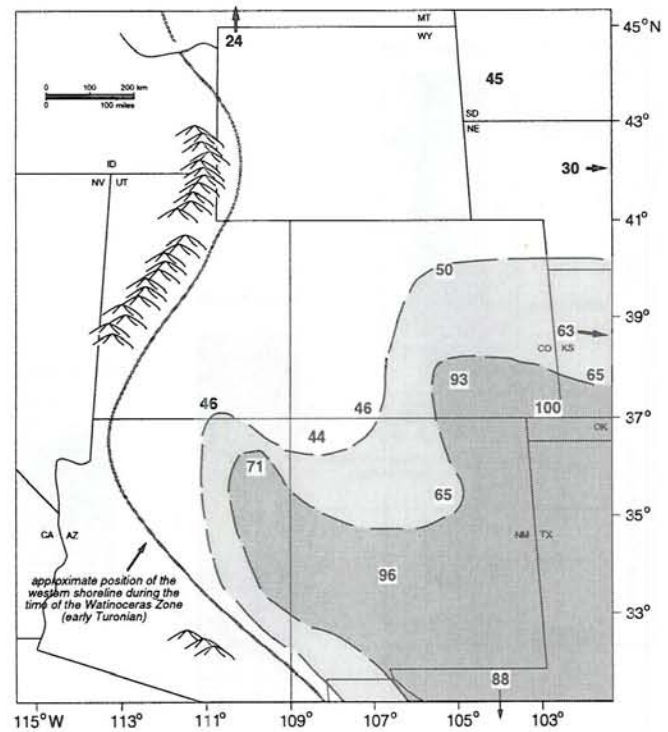 MT
45°N
24
WY
45
0 100 200 km
0 100 miles
SD
43°
NE
ID
30
NV UT
41°
50
39°
63
CO KS
93
65
46
46
100
37°
44
OK
71
65
35°
CA AZ
NM TX
approximate position of the
western shoreline during the
time of the Watinoceras Zone
(early Turonian)
96
33°
88
115°W 113° 111° 109° 107° 105° 103°